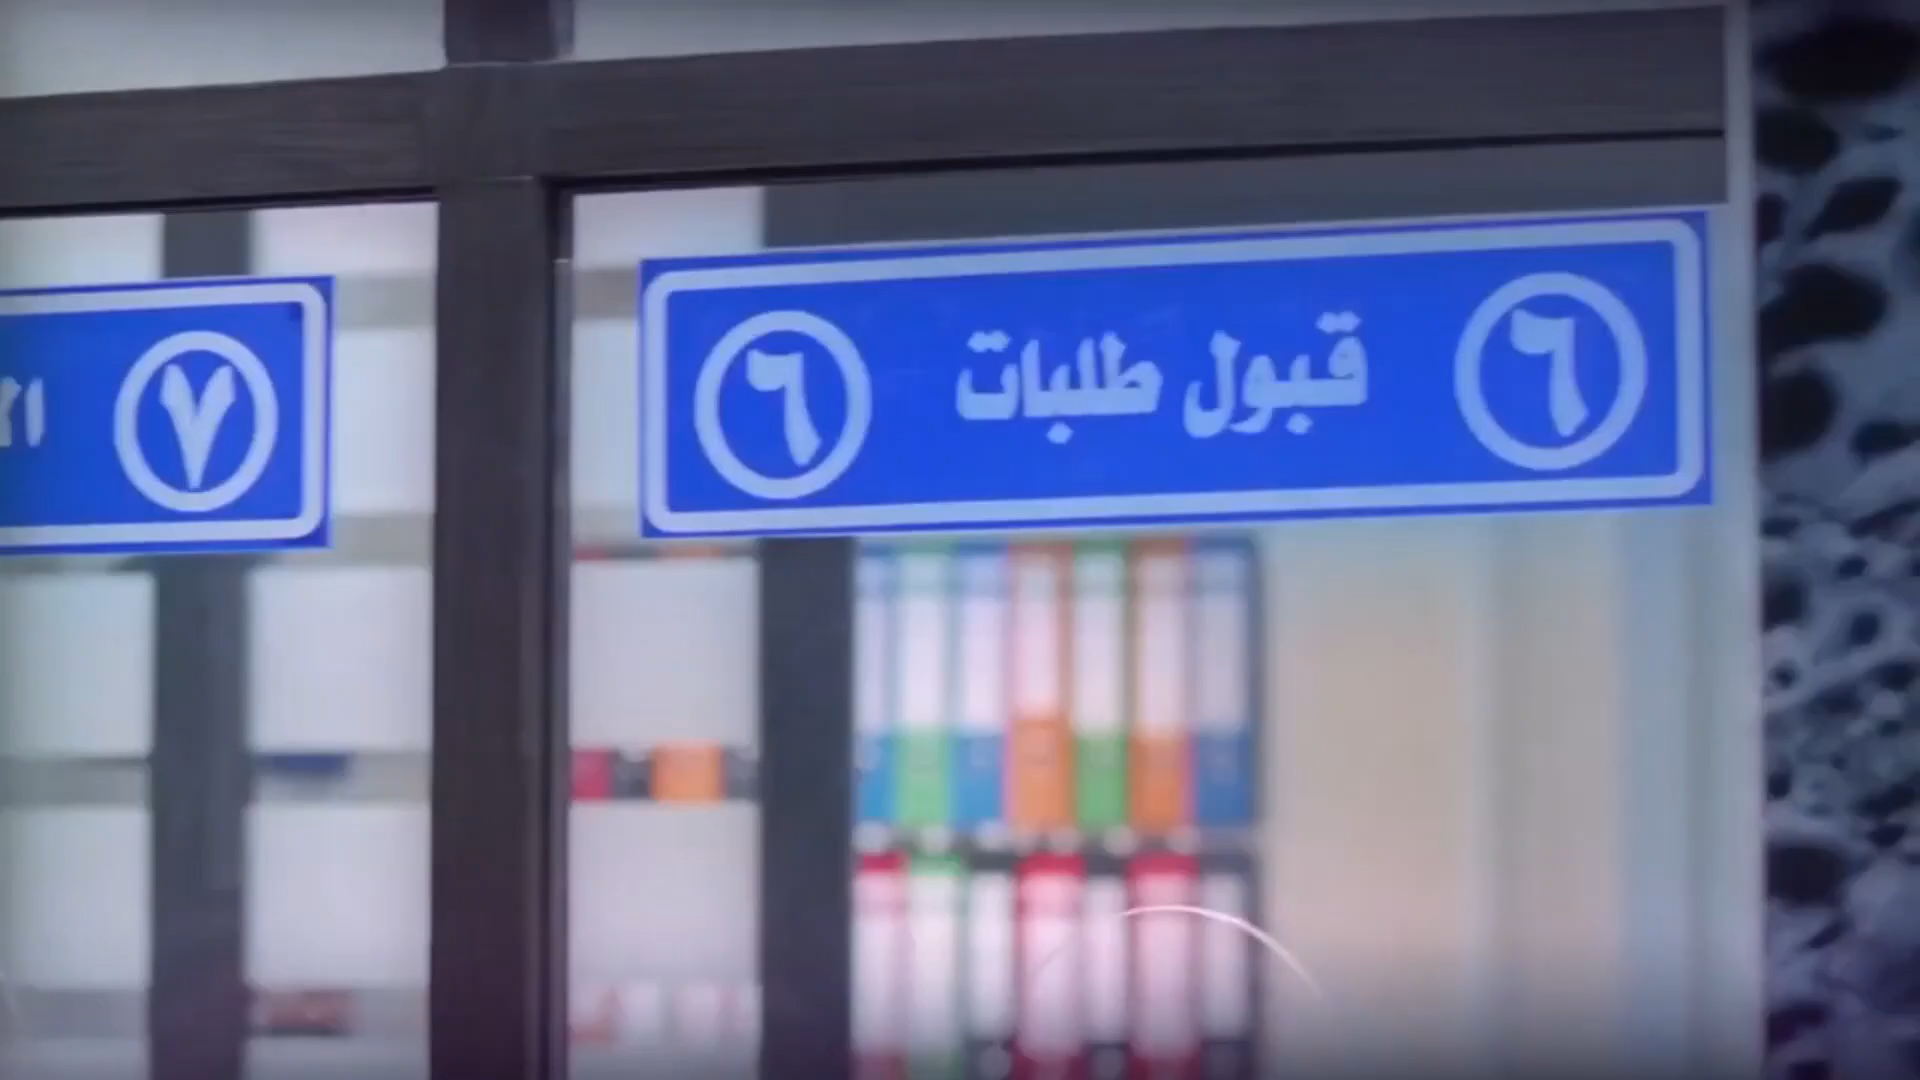 ٦ قبول طلبات ٦
٧